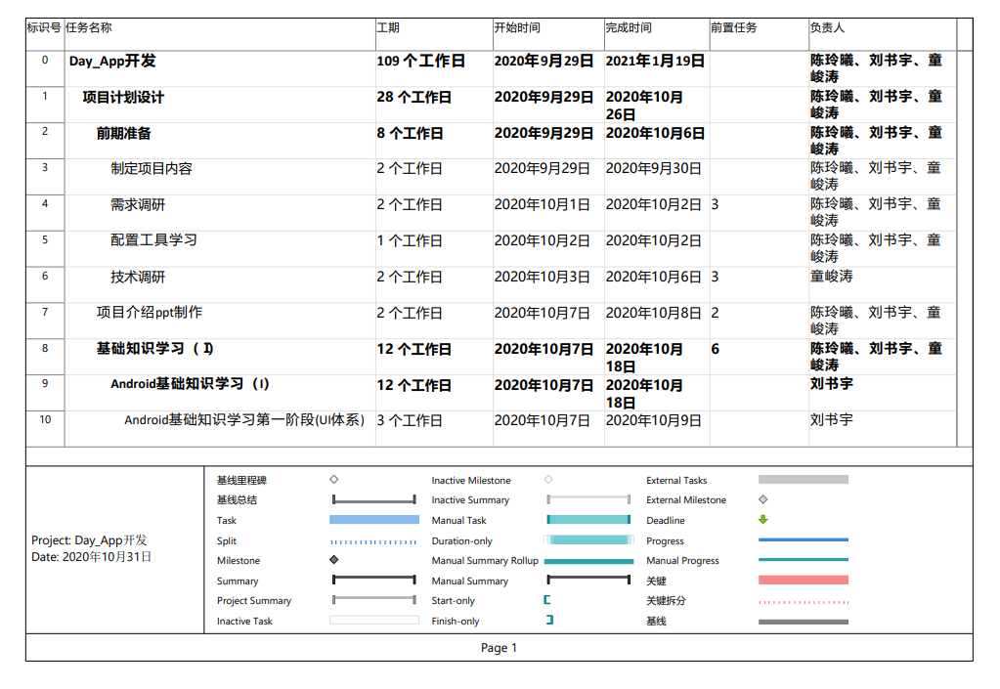 标识号 任务名称 工期 开始时间 完成时间 前置任务 负责人
0 Day_App开发 109 个工作日 2020年9月29日 2021年1月19日 陈玲曦、刘书宇、童
峻涛
1 项目计划设计 28 个工作日 2020年9月29日 2020年10月 陈玲曦、刘书宇、童
26日 峻涛
2 前期准备 8 个工作日 2020年9月29日 2020年10月6日 陈玲曦、刘书宇、童
峻涛
3 制定项目内容 2 个工作日 2020年9月29日 2020年9月30日 陈玲曦、刘书宇、童
峻涛
4 需求调研 2 个工作日 2020年10月1日 2020年10月2日 3 陈玲曦、刘书宇、童
峻涛
5 配置工具学习 1 个工作日 2020年10月2日 2020年10月2日 陈玲曦、刘书宇、童
峻涛
6 技术调研 2 个工作日 2020年10月3日 2020年10月6日 3 童峻涛
7 项目介绍ppt制作 2 个工作日 2020年10月7日 2020年10月8日 2 陈玲曦、刘书宇、童
峻涛
8 基础知识学习（ I） 12 个工作日 2020年10月7日 2020年10月 6 陈玲曦、刘书宇、童
18日 峻涛
9 Android基础知识学习（I） 12 个工作日 2020年10月7日 2020年10月 刘书宇
18日
10 Android基础知识学习第一阶段(UI体系) 3 个工作日 2020年10月7日 2020年10月9日 刘书宇
Project: Day_App开发
Date: 2020年10月31日
基线里程碑 Inactive Milestone External Tasks
基线总结 Inactive Summary External Milestone
Task Manual Task Deadline
Split Duration-only Progress
Milestone Manual Summary Rollup Manual Progress
Summary Manual Summary 关键
Project Summary Start-only 关键拆分
Inactive Task Finish-only 基线
Page 1